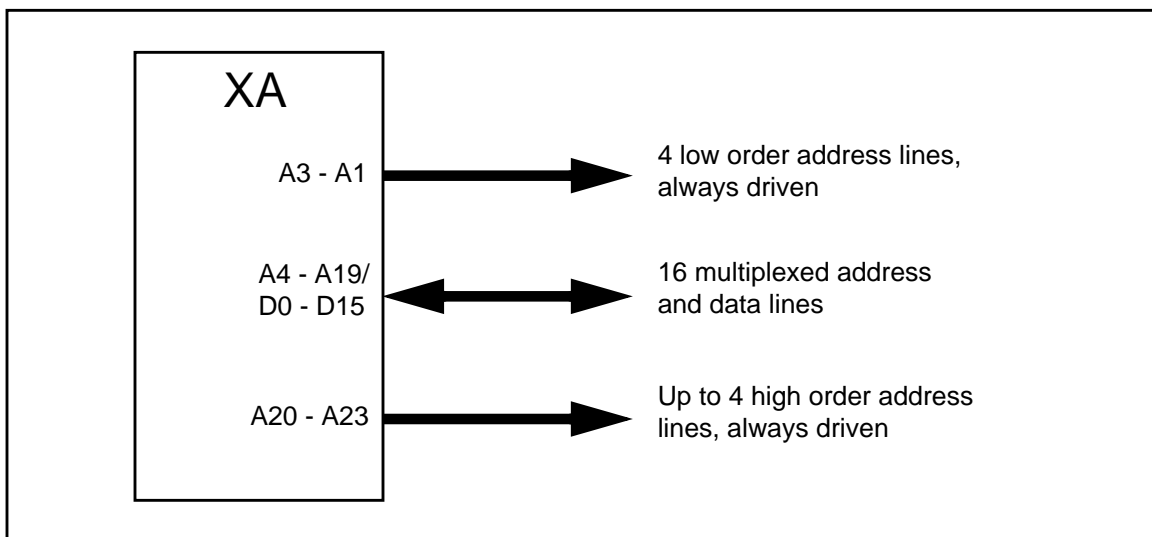 XA
A3 - A1
4 low order address lines,
always driven
A4 - A19/
D0 - D15
16 multiplexed address
and data lines
A20 - A23
Up to 4 high order address
lines, always driven